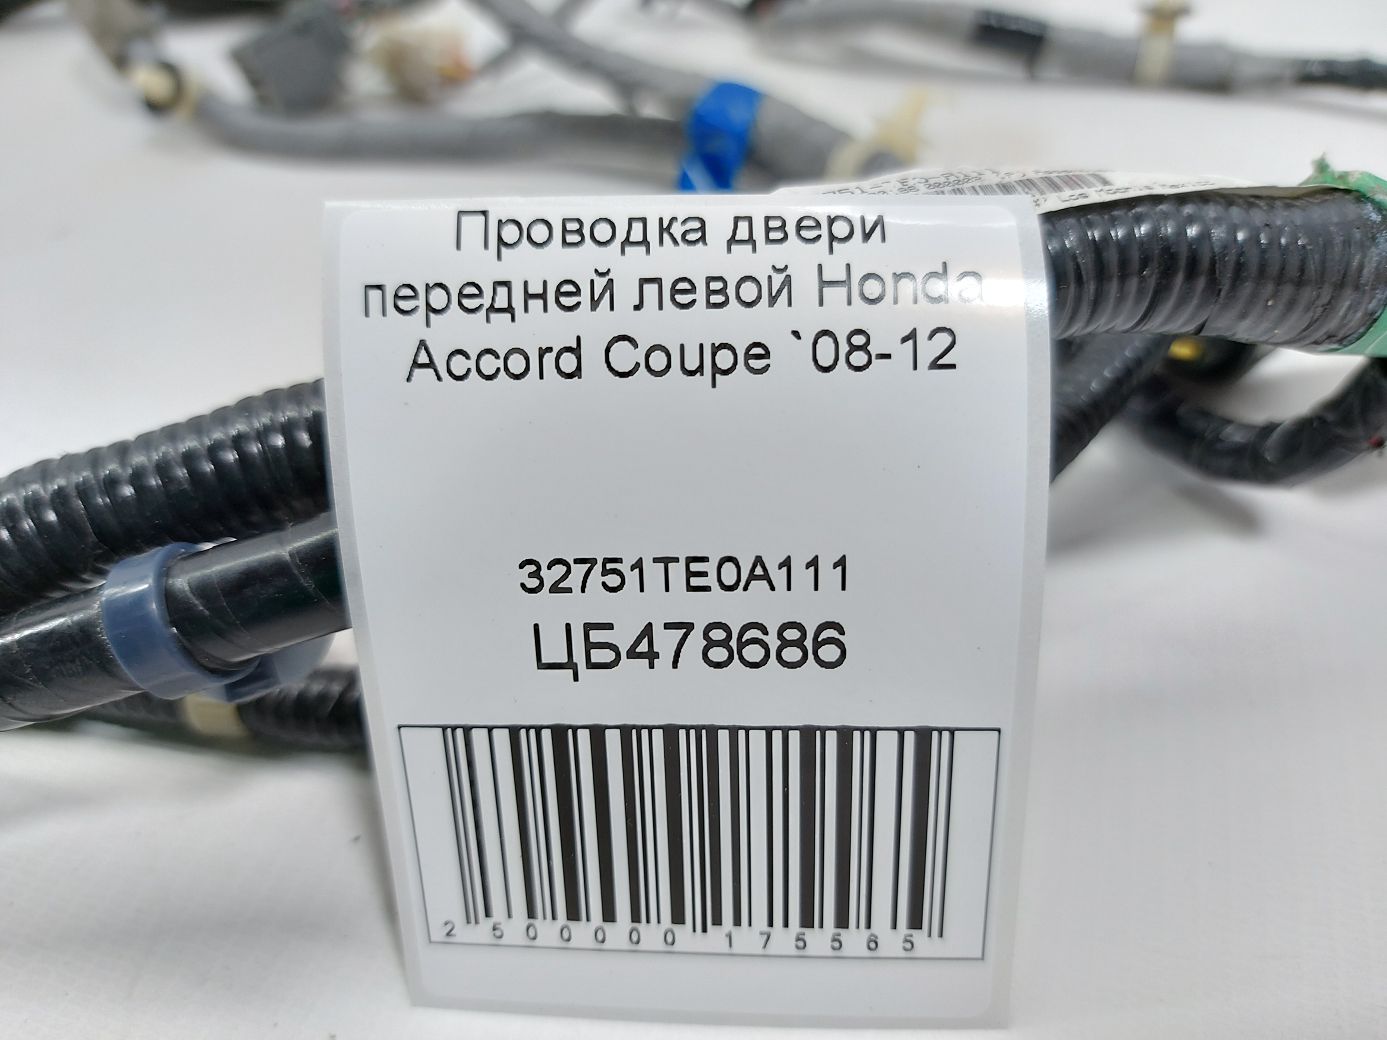 Проводка двери
передней левой Honda
Accord Coupe `08-12
32751TE0A111
ЦБ478686
2 500000 175565